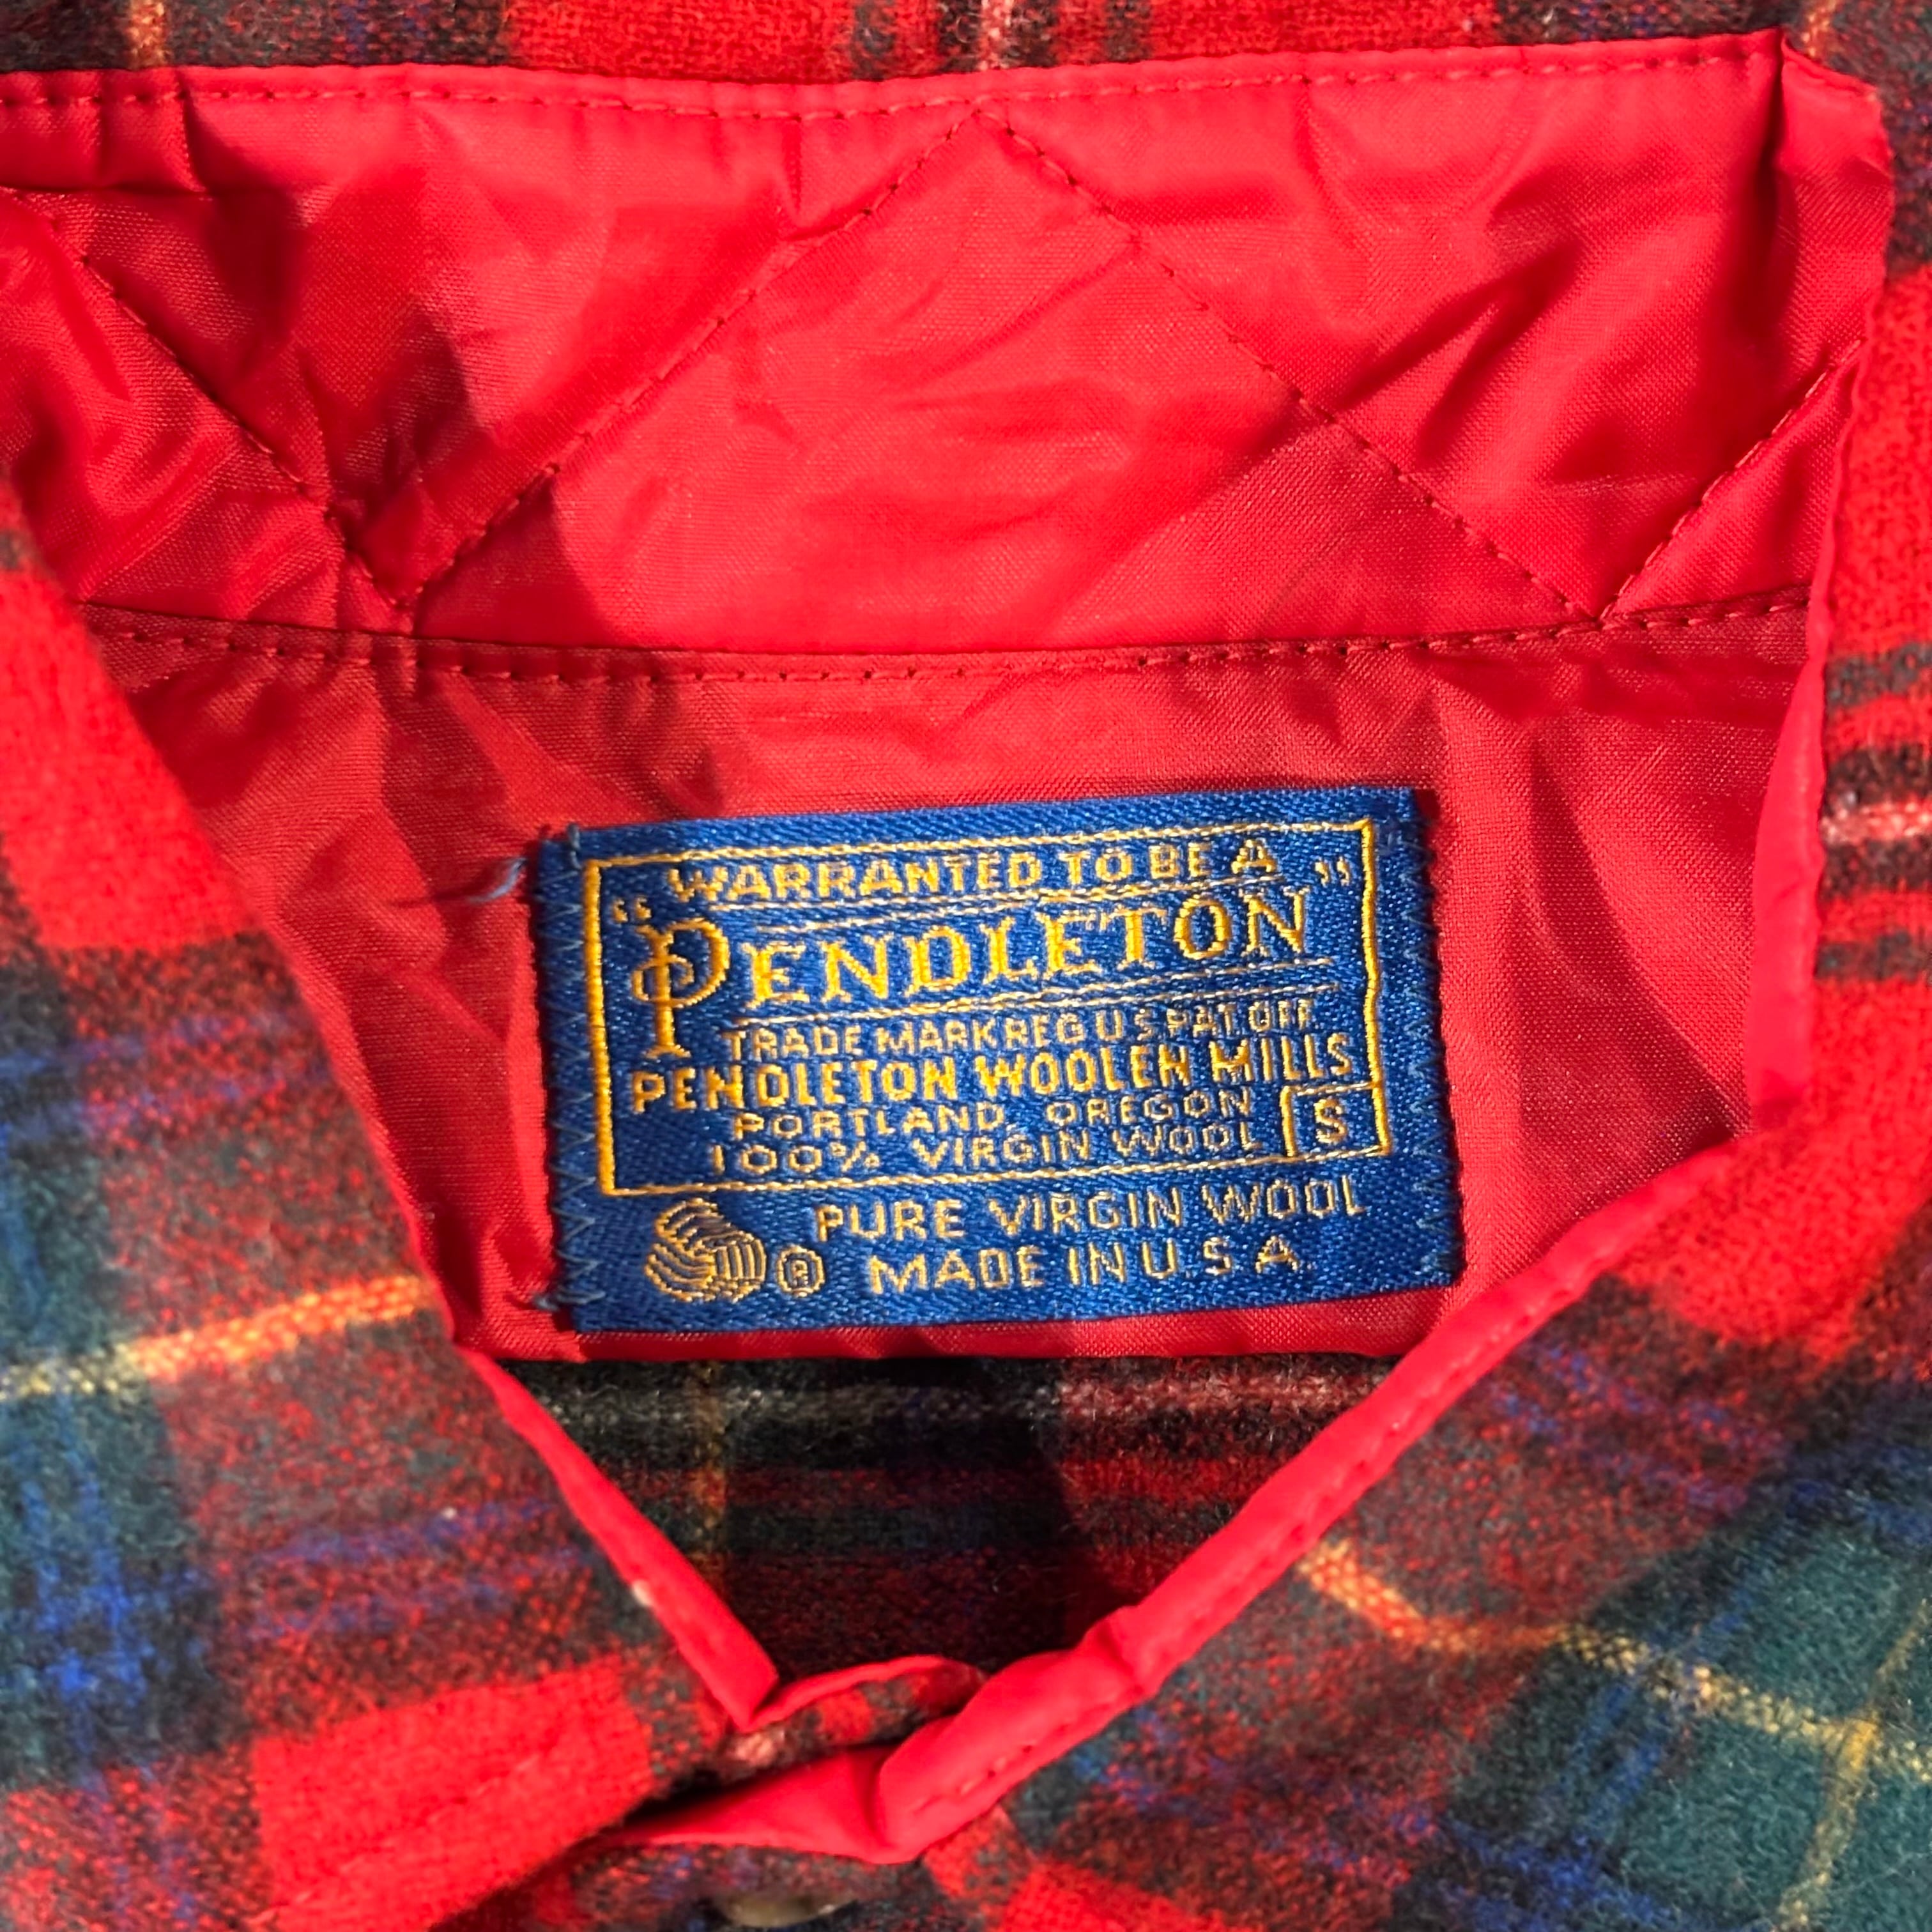 WARRANTED TO BE A
"PENDLETON"
TRADE MARK REG U.S. PAT. OFF.
PENDLETON WOOLEN MILLS
PORTLAND, OREGON
100% VIRGIN WOOL S
PURE VIRGIN WOOL
® MADE IN U.S.A.